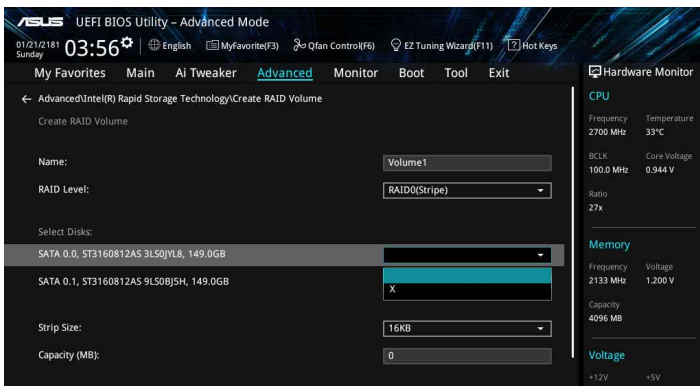 ASUS UEFI BIOS Utility – Advanced Mode
01/21/2181 Sunday 03:56 English MyFavorite(F3) Qfan Control(F6) EZ Tuning Wizard(F11) ? Hot Keys
My Favorites Main Ai Tweaker Advanced Monitor Boot Tool Exit
Hardware Monitor
← Advanced\Intel(R) Rapid Storage Technology\Create RAID Volume
Create RAID Volume
Name: Volume1
RAID Level: RAID0(Stripe)
Select Disks:
SATA 0.0, ST3160812AS 3LS0JYL8, 149.0GB
X
SATA 0.1, ST3160812AS 9LS0BJ5H, 149.0GB
Strip Size: 16KB
Capacity (MB): 0
CPU
Frequency Temperature
2700 MHz 33°C
BCLK Core Voltage
100.0 MHz 0.944 V
Ratio
27x
Memory
Frequency Voltage
2133 MHz 1.200 V
Capacity
4096 MB
Voltage
+12V +5V